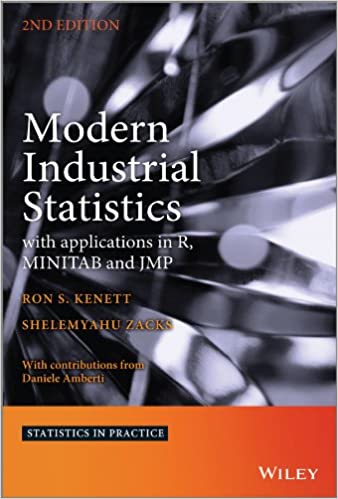 2ND EDITION
Modern
Industrial
Statistics
with applications in R,
MINITAB and JMP
RON S. KENETT
SHELEMYAHU ZACKS
With contributions from
Daniele Amberti
STATISTICS IN PRACTICE
WILEY